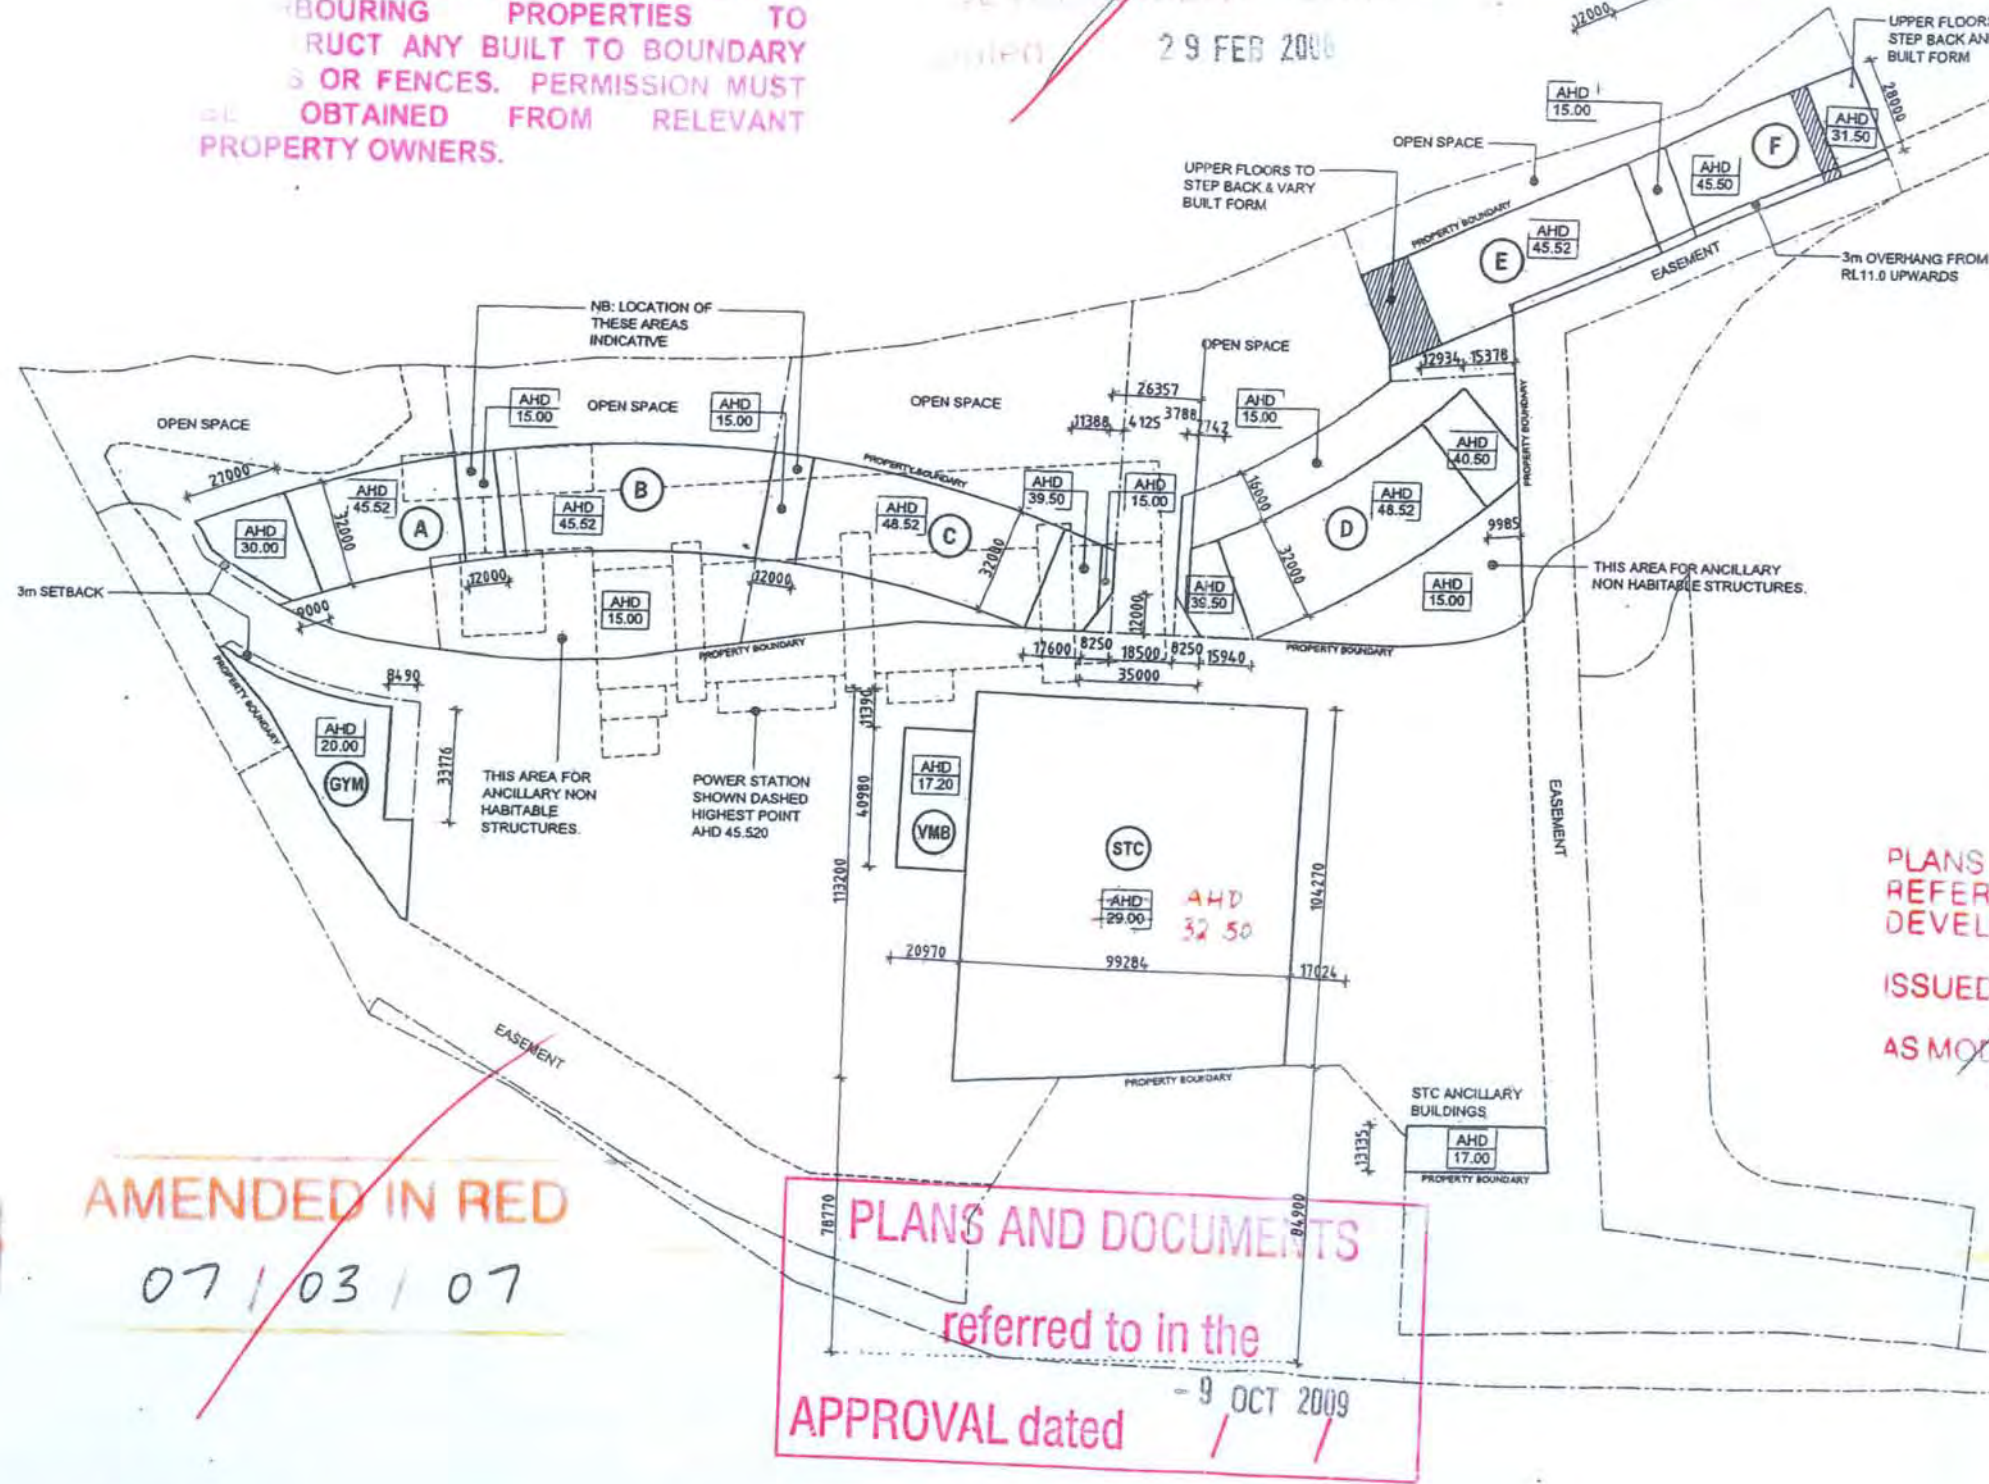 BOURING PROPERTIES TO
RUCT ANY BUILT TO BOUNDARY
S OR FENCES. PERMISSION MUST
OBTAINED FROM RELEVANT
PROPERTY OWNERS.
29 FEB
12000
UPPER FLOORS
STEP BACK AN
BUILT FORM
28000
AHD
15.00
AHD
31.50
F
OPEN SPACE
AHD
45.50
UPPER FLOORS TO
STEP BACK & VARY
BUILT FORM
PROPERTY BOUNDARY
AHD
45.52
E
EASEMENT
3m OVERHANG FROM
RL11.0 UPWARDS
NB: LOCATION OF
THESE AREAS
INDICATIVE
OPEN SPACE
12934 15378
PROPERTY BOUNDARY
AHD
15.00
OPEN SPACE
AHD
15.00
OPEN SPACE
26357
11388 4125 3788 7742
AHD
15.00
OPEN SPACE
27000
AHD
45.52
32000
A
AHD
30.00
B
AHD
45.52
PROPERTY BOUNDARY
AHD
48.52
C
32000
AHD
39.50
AHD
15.00
16000
32000
AHD
40.50
AHD
48.52
D
9985
3m SETBACK
9000
12000
12000
AHD
15.00
12000
AHD
39.50
AHD
15.00
THIS AREA FOR ANCILLARY
NON HABITABLE STRUCTURES.
PROPERTY BOUNDARY
17600 8250 18500 8250 15940
35000
PROPERTY BOUNDARY
PROPERTY BOUNDARY
8490
33176
AHD
20.00
GYM
THIS AREA FOR
ANCILLARY NON
HABITABLE
STRUCTURES.
POWER STATION
SHOWN DASHED
HIGHEST POINT
AHD 45.520
11390
40980
113200
AHD
17.20
VMB
STC
AHD
29.00
AHD
32 50
104270
20970
99284
17024
EASEMENT
PLANS
REFER
DEVEL
ISSUED
AS MOD
EASEMENT
PROPERTY BOUNDARY
STC ANCILLARY
BUILDINGS
13135
AHD
17.00
PROPERTY BOUNDARY
AMENDED IN RED
07 / 03 / 07
78770
84900
PLANS AND DOCUMENTS
referred to in the
APPROVAL dated
- 9 OCT 2009
/ /